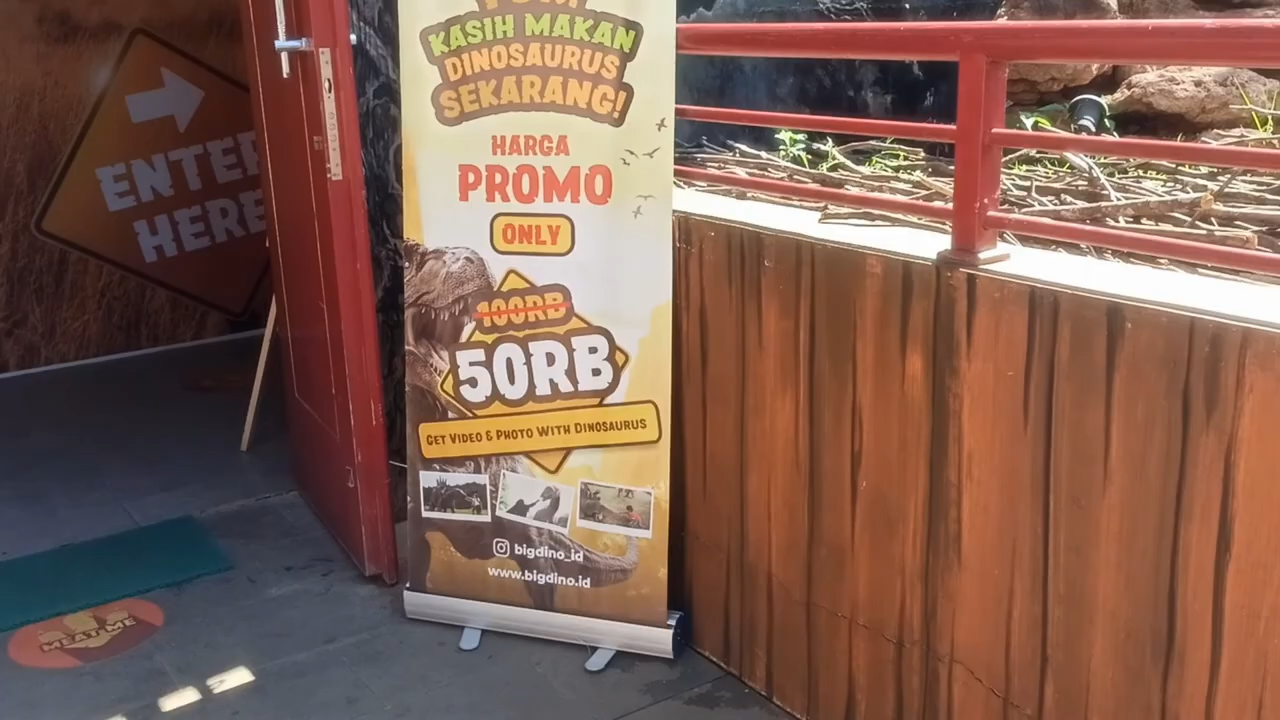 KASIH MAKAN
DINOSAURUS
SEKARANG!
HARGA
PROMO
ONLY
100RB
50RB
GET VIDEO & PHOTO WITH DINOSAURUS
bigdino_id
www.bigdino.id
ENTER
HERE
MEAT ME